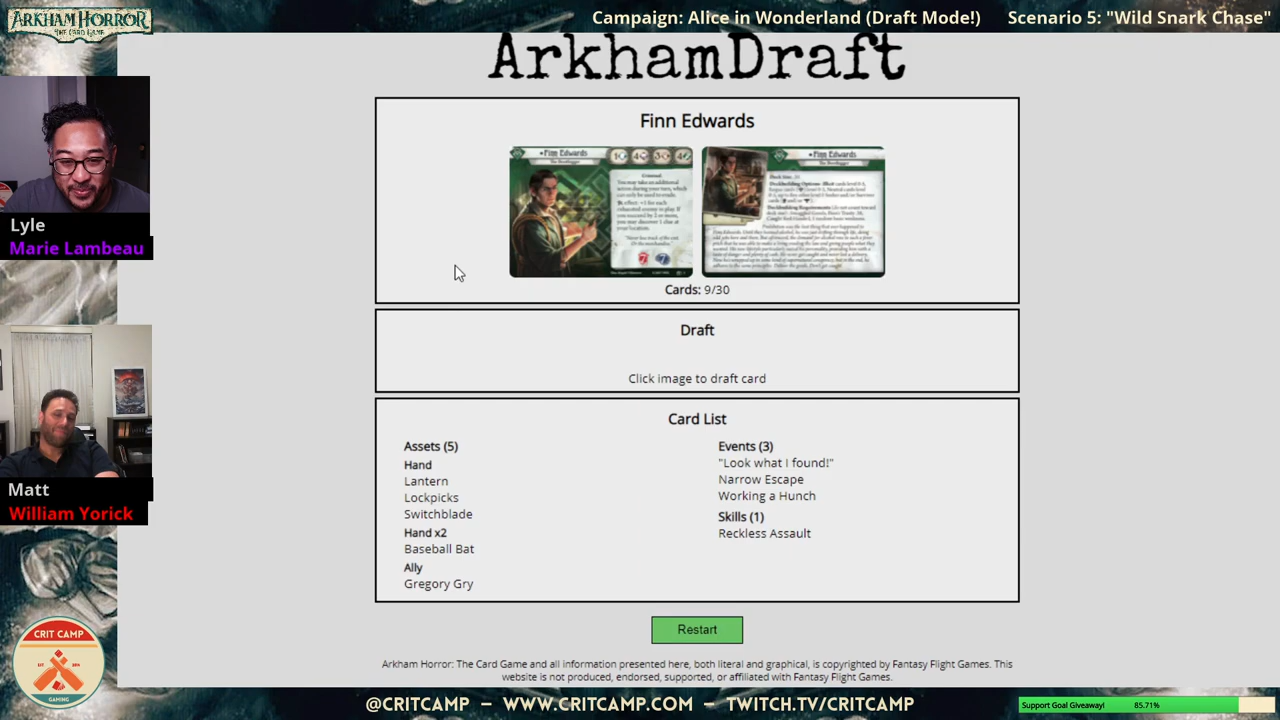 ARKHAM HORROR
THE CARD GAME
Campaign: Alice in Wonderland (Draft Mode!) Scenario 5: "Wild Snark Chase"
ArkhamDraft
Finn Edwards
Finn Edwards
Finn Edwards
Cards: 9/30
Draft
Click image to draft card
Card List
Assets (5)
Hand
Lantern
Lockpicks
Switchblade
Hand x2
Baseball Bat
Ally
Gregory Gry
Events (3)
"Look what I found!"
Narrow Escape
Working a Hunch
Skills (1)
Reckless Assault
Restart
Arkham Horror: The Card Game and all information presented here, both literal and graphical, is copyrighted by Fantasy Flight Games. This
website is not produced, endorsed, supported, or affiliated with Fantasy Flight Games.
Lyle
Marie Lambeau
Matt
William Yorick
CRIT CAMP
GAMING
@CRITCAMP – WWW.CRITCAMP.COM – TWITCH.TV/CRITCAMP
Support Goal Giveaway! 85.71%